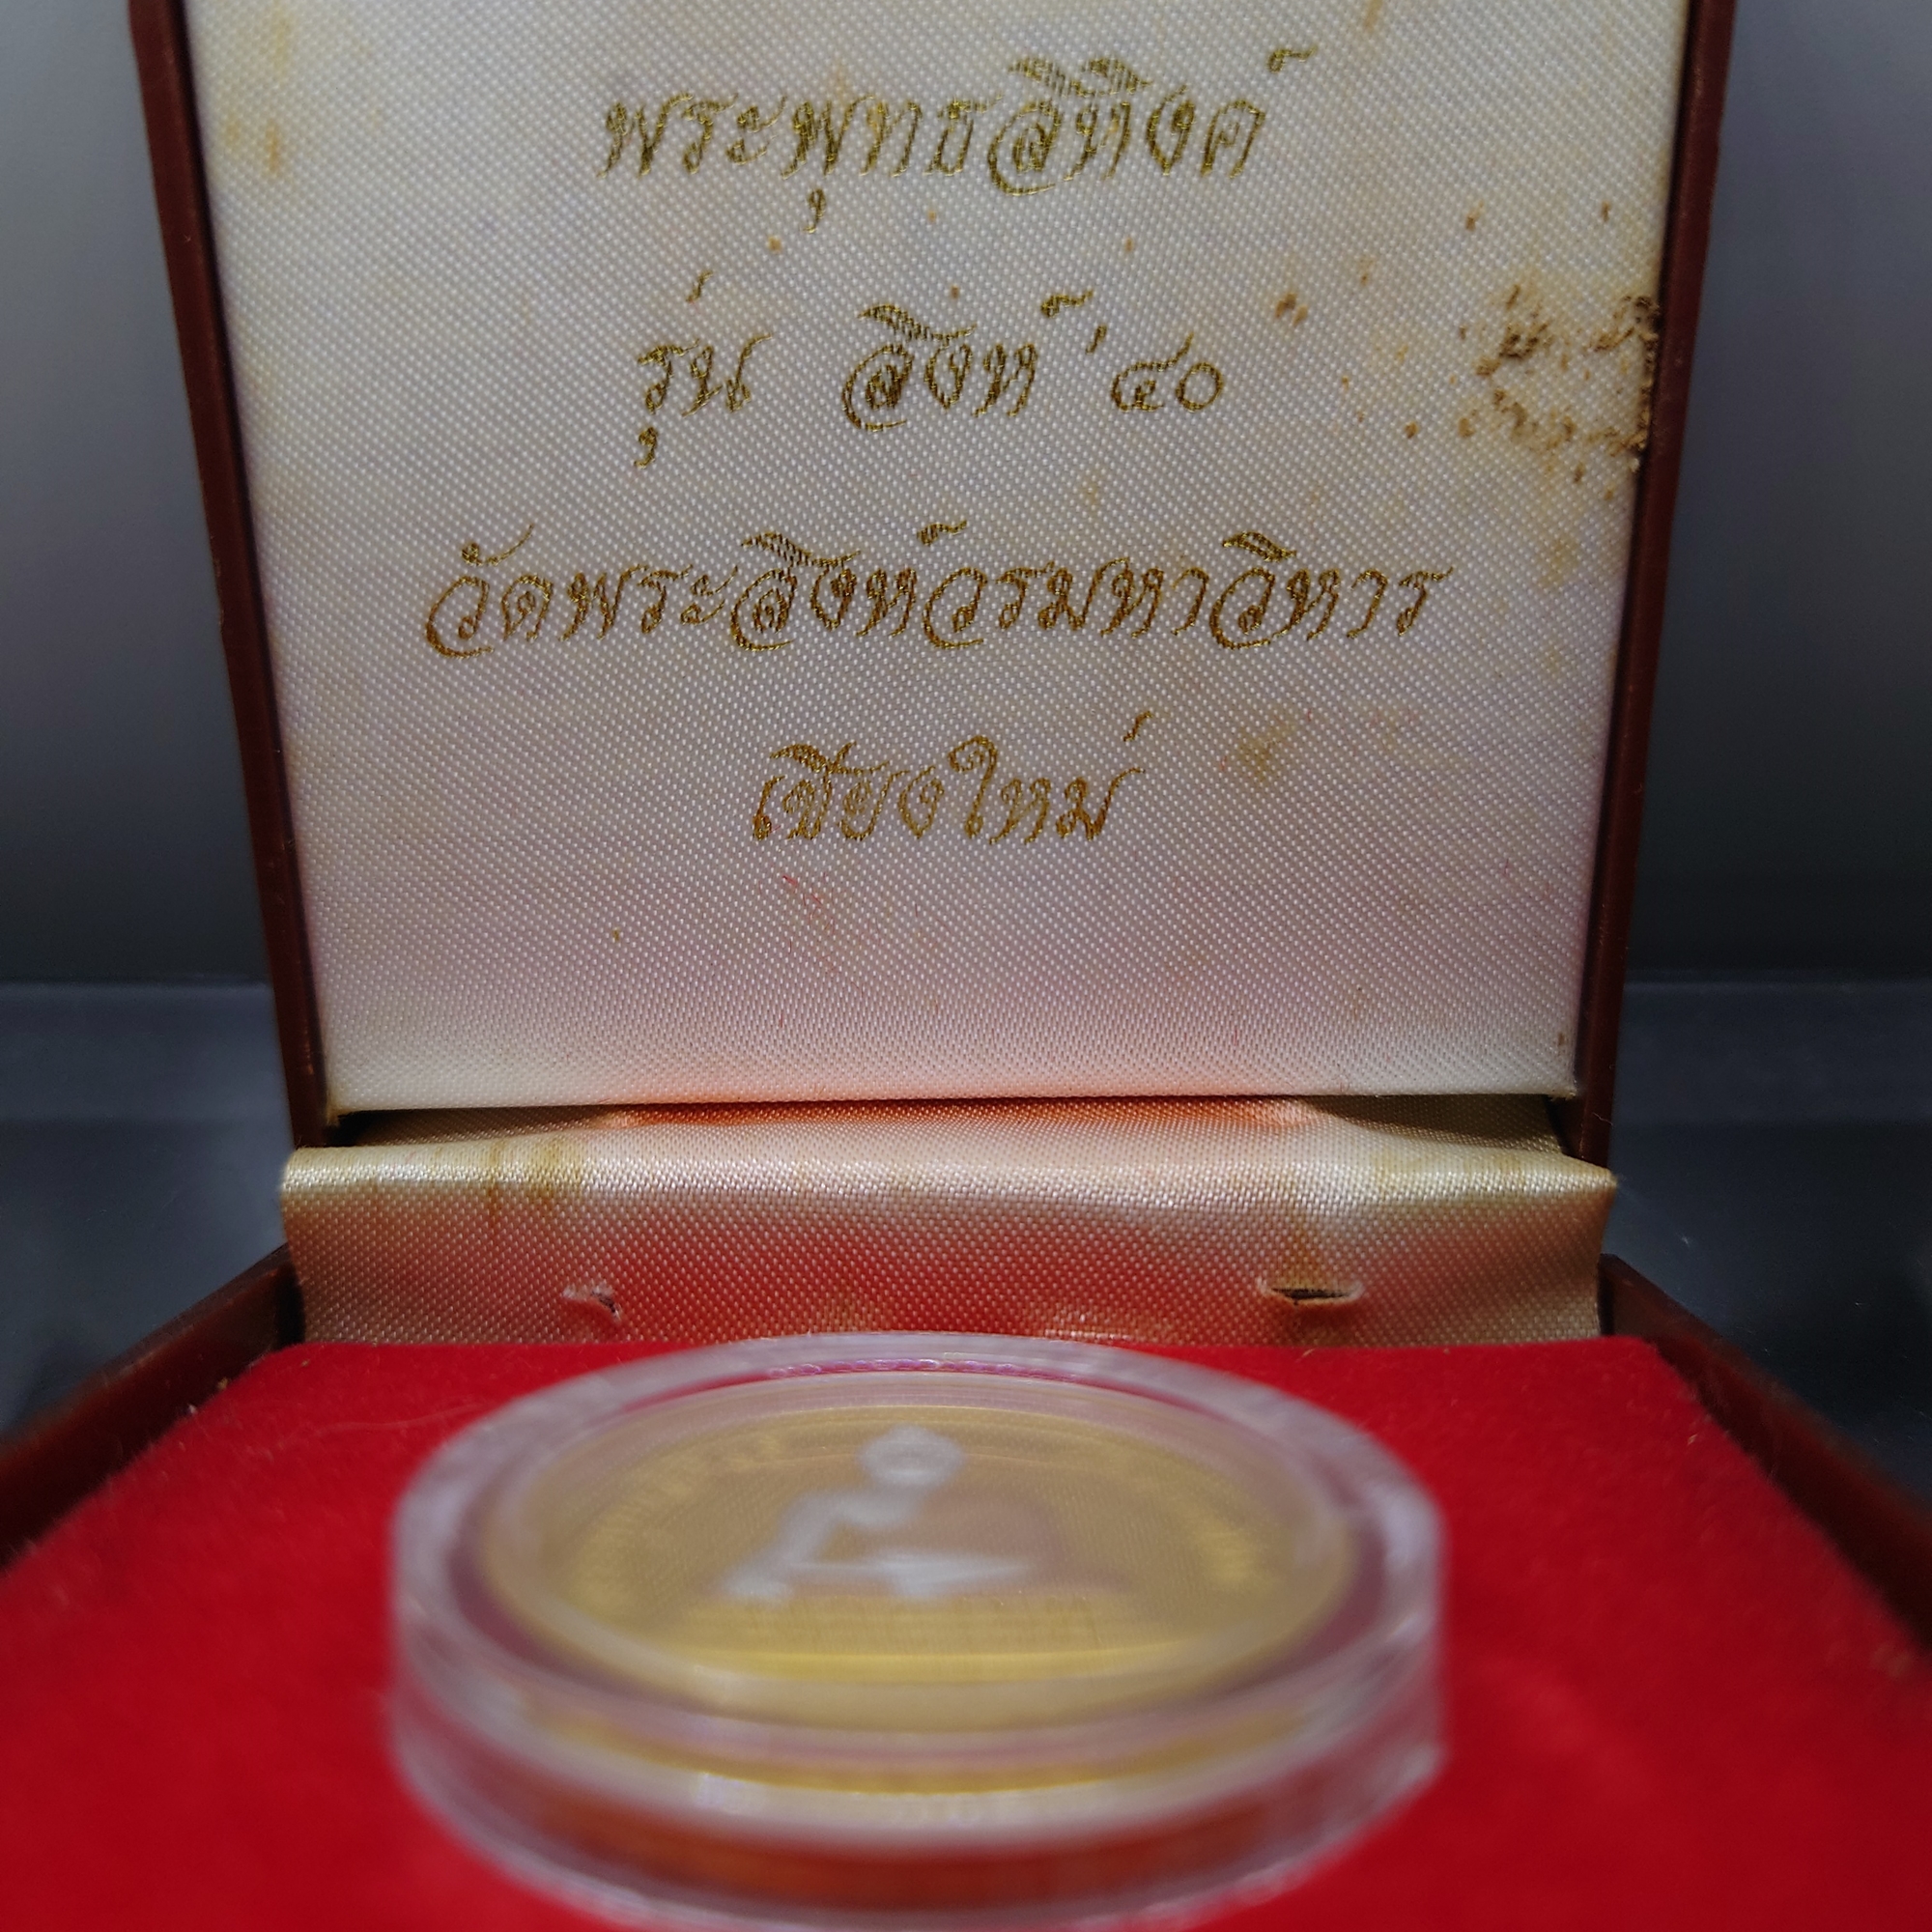 พระพุทธสิหิงค์
รุ่น สิงห์ '๔๐
วัดพระสิงห์วรมหาวิหาร
เชียงใหม่